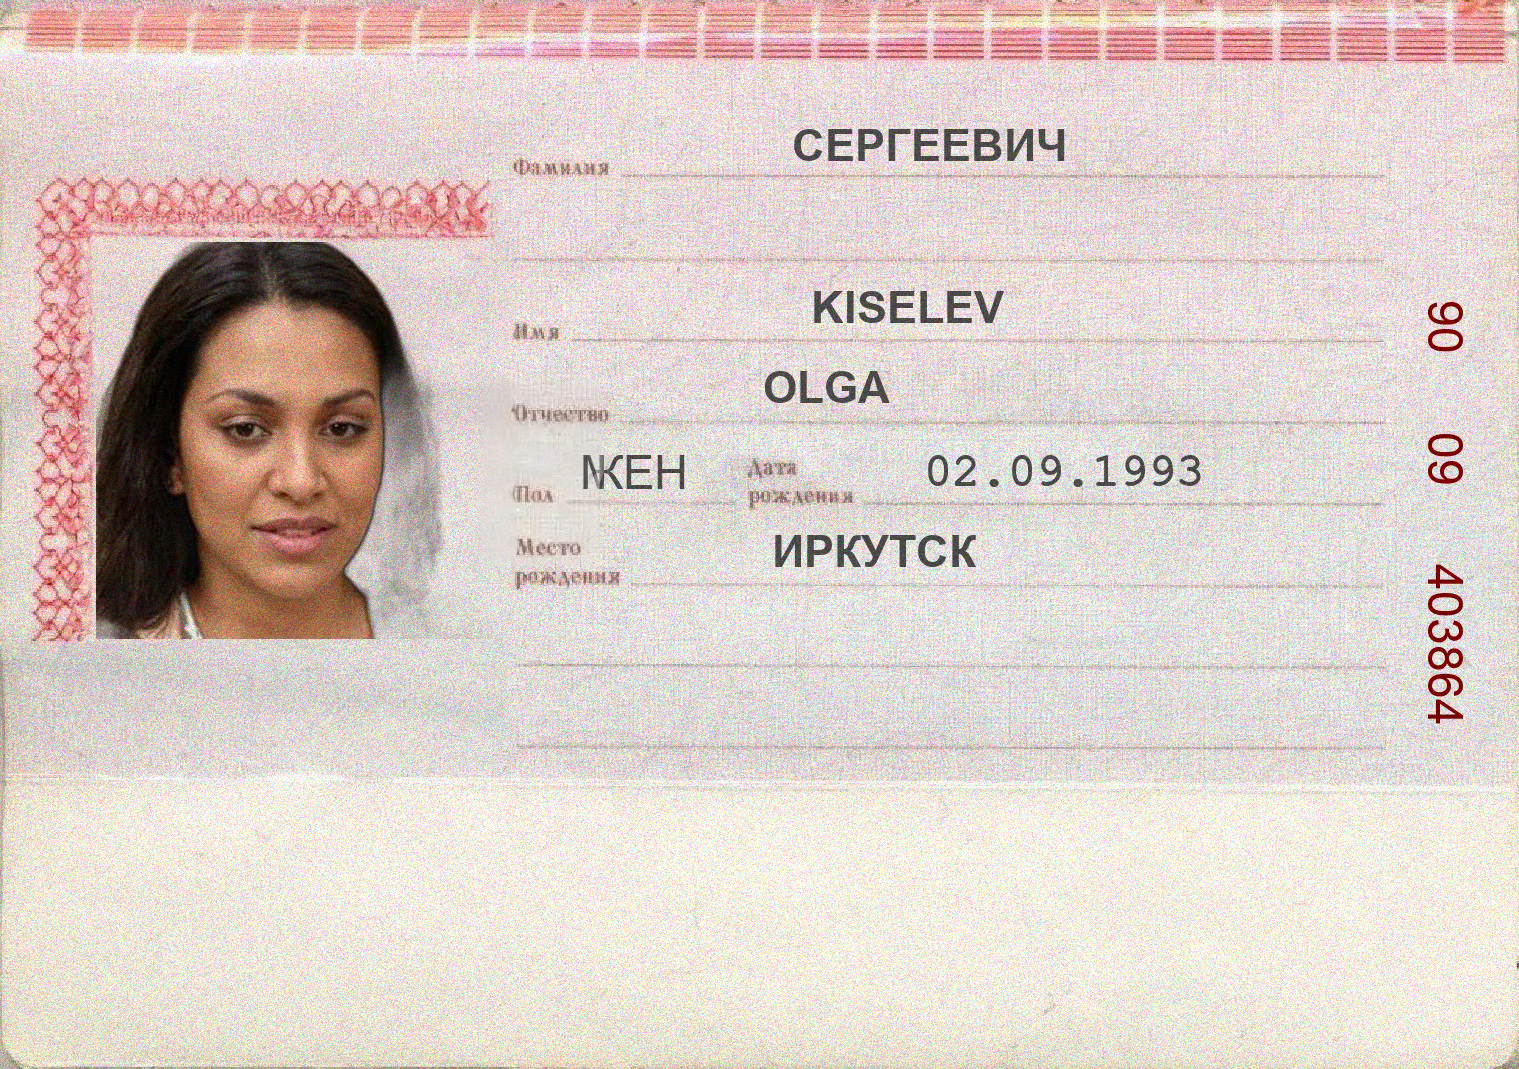 Фамилия СЕРГЕЕВИЧ
Имя KISELEV
Отчество OLGA
Пол ЖЕН Дата рождения 02.09.1993
Место рождения ИРКУТСК
90 09 403864